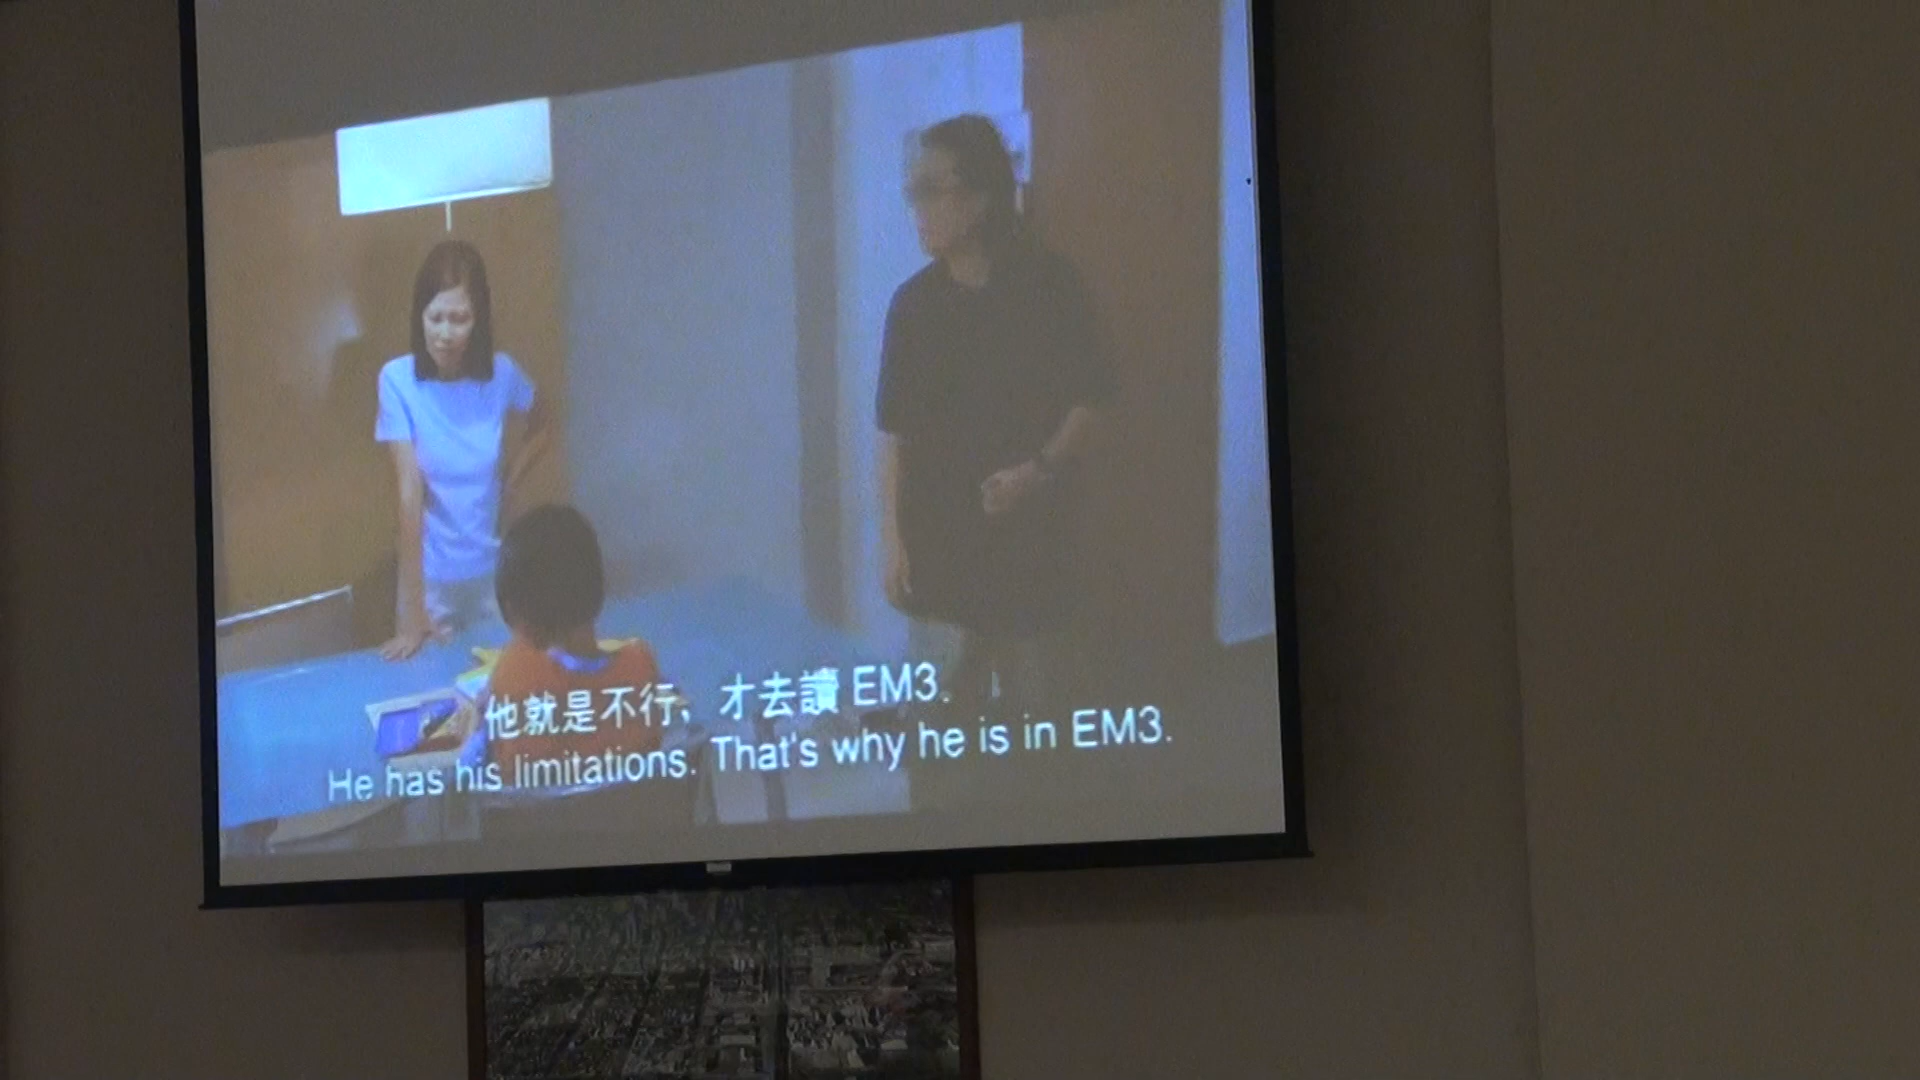 他就是不行、才去讀 EM3.
He has his limitations. That's why he is in EM3.